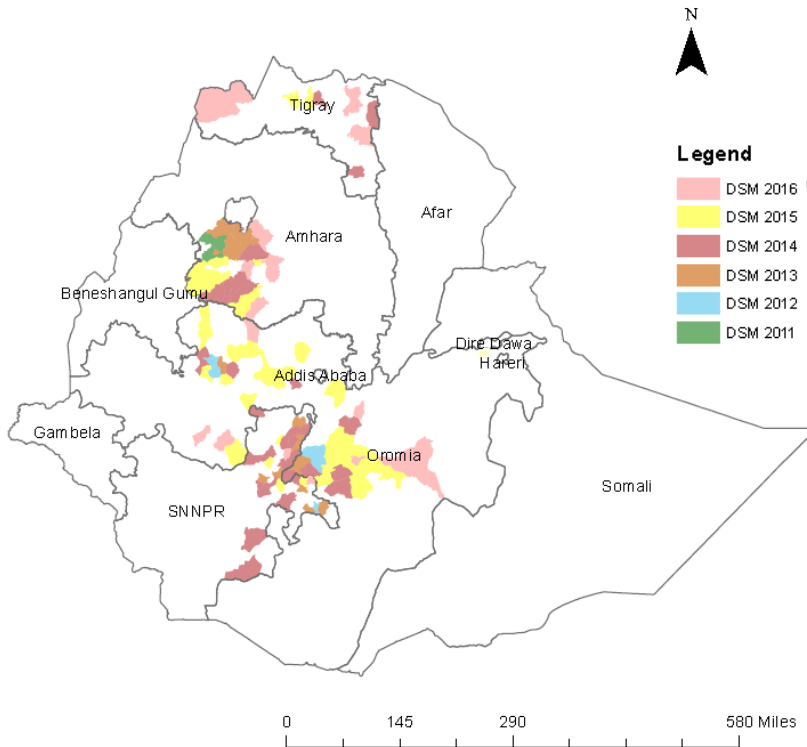 N
Tigray
Legend
DSM 2016
DSM 2015
DSM 2014
DSM 2013
DSM 2012
DSM 2011
Afar
Amhara
Beneshangul Gumu
Dire Dawa
Hareri
Addis Ababa
Gambela
Oromia
Somali
SNNPR
0 145 290 580 Miles